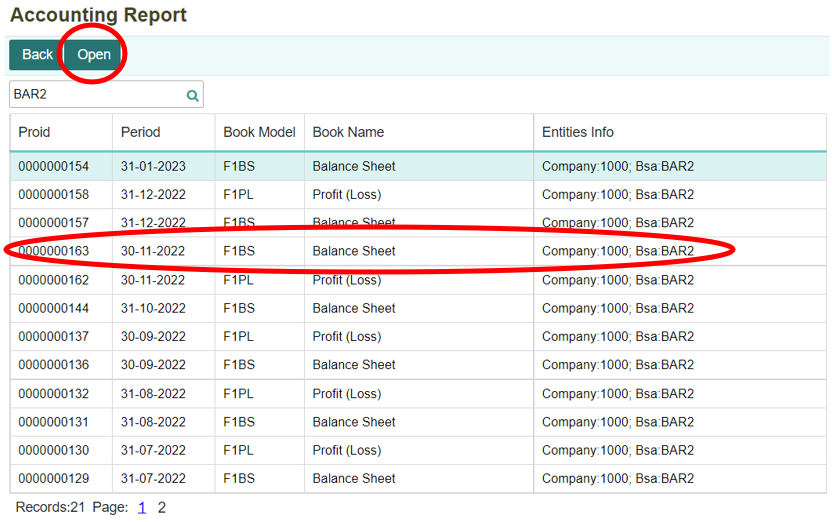 Accounting Report
Back Open
BAR2
Proid Period Book Model Book Name Entities Info
0000000154 31-01-2023 F1BS Balance Sheet Company:1000; Bsa:BAR2
0000000158 31-12-2022 F1PL Profit (Loss) Company:1000; Bsa:BAR2
0000000157 31-12-2022 F1BS Balance Sheet Company:1000; Bsa:BAR2
0000000163 30-11-2022 F1BS Balance Sheet Company:1000; Bsa:BAR2
0000000162 30-11-2022 F1PL Profit (Loss) Company:1000; Bsa:BAR2
0000000144 31-10-2022 F1BS Balance Sheet Company:1000; Bsa:BAR2
0000000137 30-09-2022 F1PL Profit (Loss) Company:1000; Bsa:BAR2
0000000136 30-09-2022 F1BS Balance Sheet Company:1000; Bsa:BAR2
0000000132 31-08-2022 F1PL Profit (Loss) Company:1000; Bsa:BAR2
0000000131 31-08-2022 F1BS Balance Sheet Company:1000; Bsa:BAR2
0000000130 31-07-2022 F1PL Profit (Loss) Company:1000; Bsa:BAR2
0000000129 31-07-2022 F1BS Balance Sheet Company:1000; Bsa:BAR2
Records:21 Page: 1 2